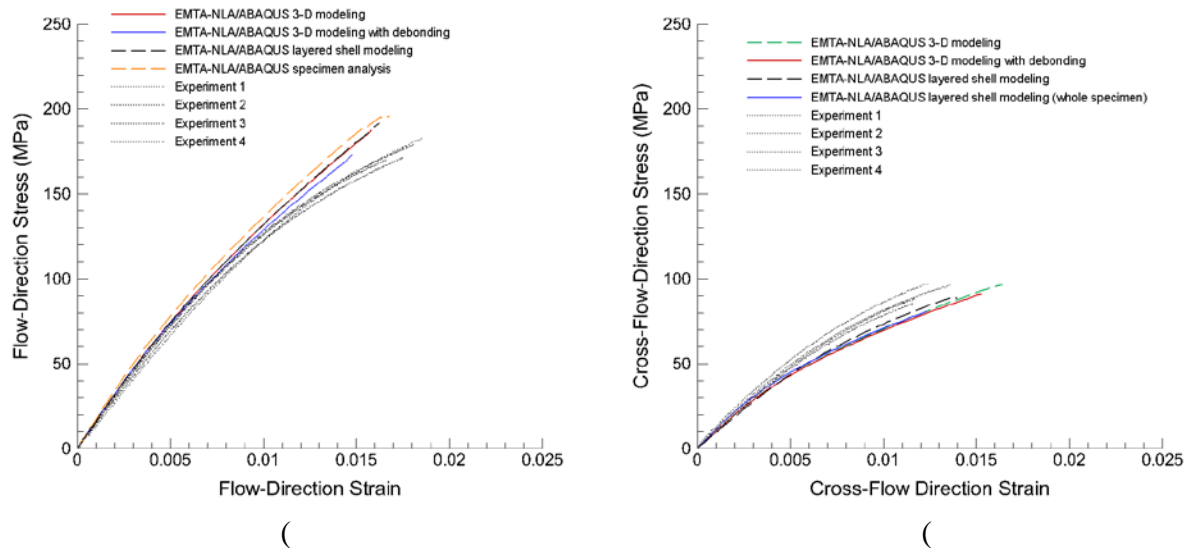 250
200
150
100
50
0
Flow-Direction Stress (MPa)
EMTA-NLA/ABAQUS 3-D modeling
EMTA-NLA/ABAQUS 3-D modeling with debonding
EMTA-NLA/ABAQUS layered shell modeling
EMTA-NLA/ABAQUS specimen analysis
Experiment 1
Experiment 2
Experiment 3
Experiment 4
0 0.005 0.01 0.015 0.02 0.025
Flow-Direction Strain
(
250
200
150
100
50
0
Cross-Flow-Direction Stress (MPa)
EMTA-NLA/ABAQUS 3-D modeling
EMTA-NLA/ABAQUS 3-D modeling with debonding
EMTA-NLA/ABAQUS layered shell modeling
EMTA-NLA/ABAQUS layered shell modeling (whole specimen)
Experiment 1
Experiment 2
Experiment 3
Experiment 4
0 0.005 0.01 0.015 0.02 0.025
Cross-Flow Direction Strain
(